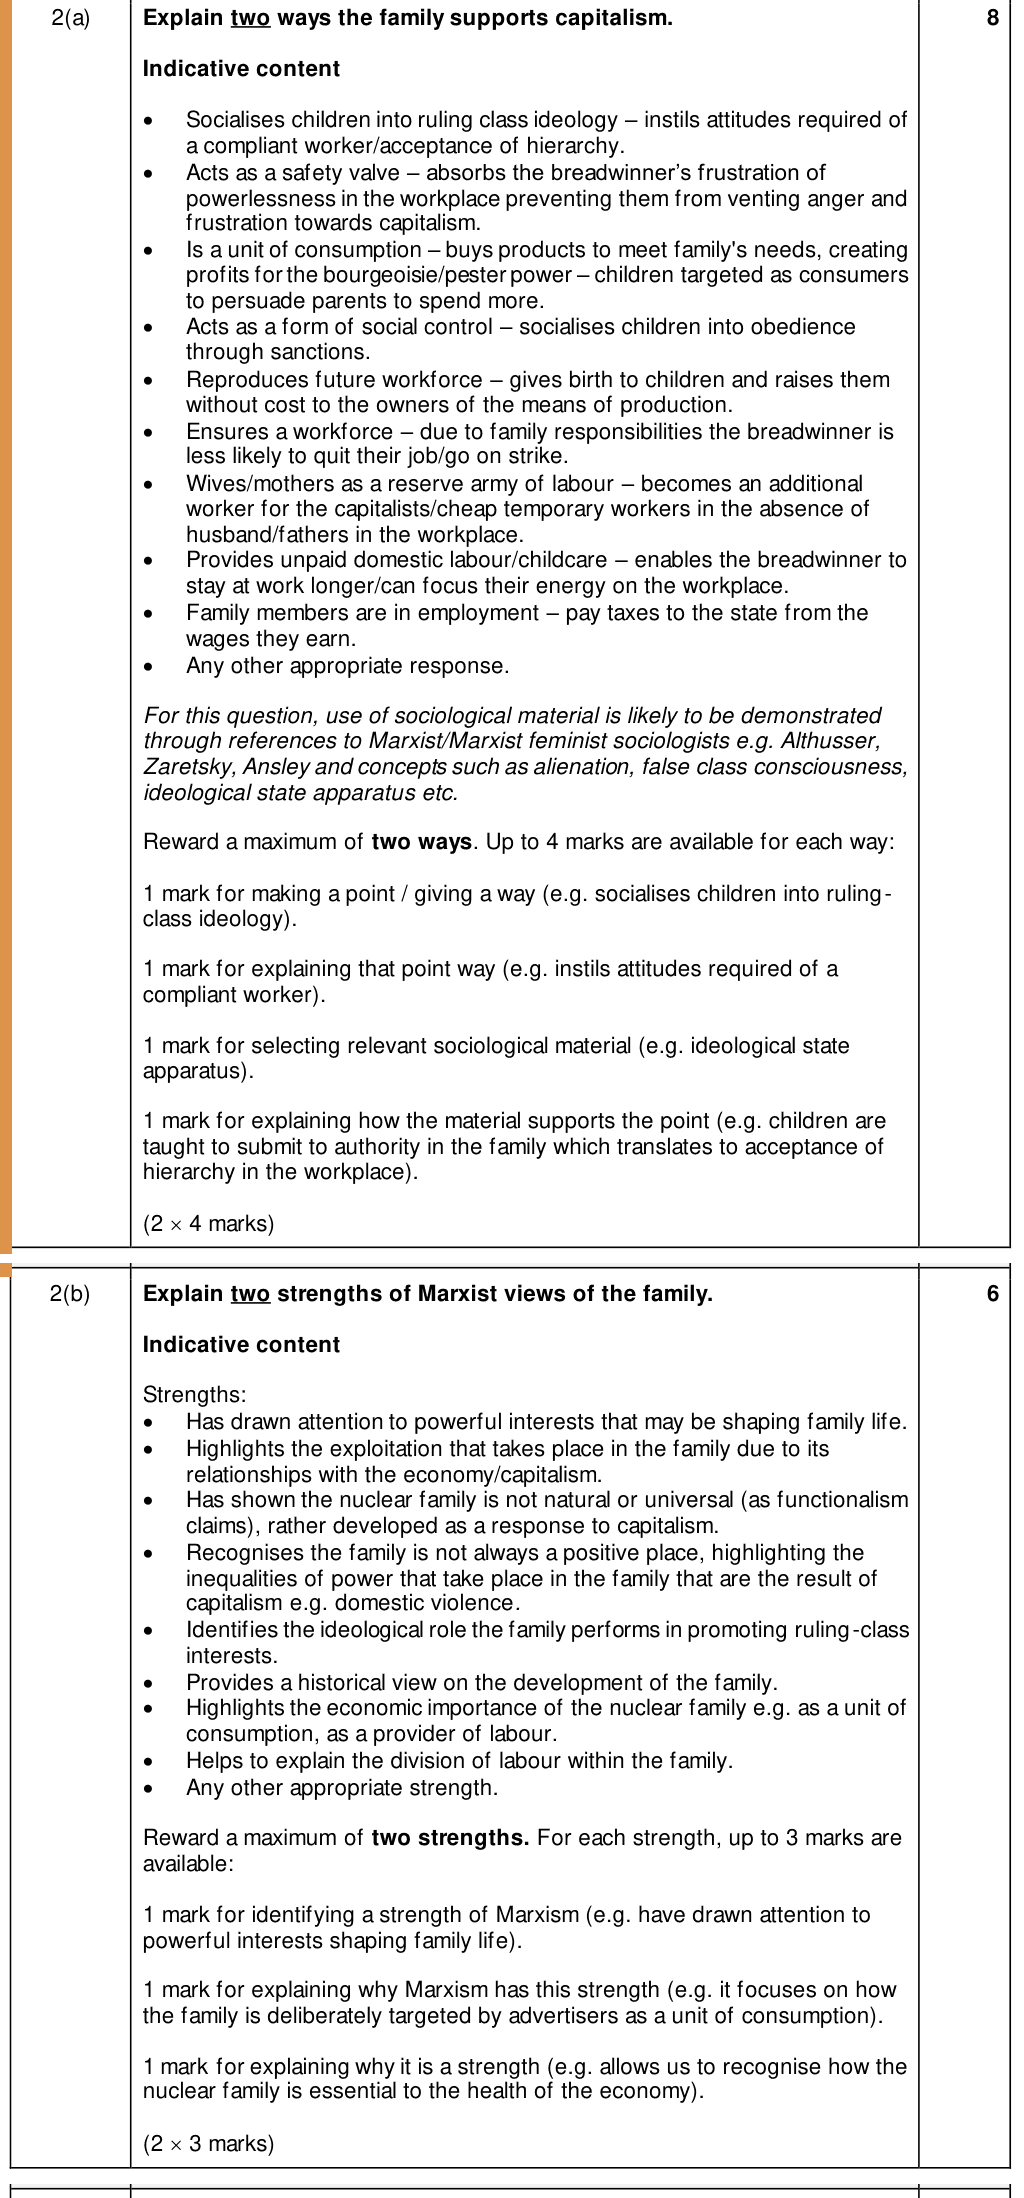 2(a)
Explain two ways the family supports capitalism.
8
Indicative content
• Socialises children into ruling class ideology – instils attitudes required of
a compliant worker/acceptance of hierarchy.
• Acts as a safety valve – absorbs the breadwinner’s frustration of
powerlessness in the workplace preventing them from venting anger and
frustration towards capitalism.
• Is a unit of consumption – buys products to meet family's needs, creating
profits for the bourgeoisie/pester power – children targeted as consumers
to persuade parents to spend more.
• Acts as a form of social control – socialises children into obedience
through sanctions.
• Reproduces future workforce – gives birth to children and raises them
without cost to the owners of the means of production.
• Ensures a workforce – due to family responsibilities the breadwinner is
less likely to quit their job/go on strike.
• Wives/mothers as a reserve army of labour – becomes an additional
worker for the capitalists/cheap temporary workers in the absence of
husband/fathers in the workplace.
• Provides unpaid domestic labour/childcare – enables the breadwinner to
stay at work longer/can focus their energy on the workplace.
• Family members are in employment – pay taxes to the state from the
wages they earn.
• Any other appropriate response.
For this question, use of sociological material is likely to be demonstrated
through references to Marxist/Marxist feminist sociologists e.g. Althusser,
Zaretsky, Ansley and concepts such as alienation, false class consciousness,
ideological state apparatus etc.
Reward a maximum of two ways. Up to 4 marks are available for each way:
1 mark for making a point / giving a way (e.g. socialises children into ruling-
class ideology).
1 mark for explaining that point way (e.g. instils attitudes required of a
compliant worker).
1 mark for selecting relevant sociological material (e.g. ideological state
apparatus).
1 mark for explaining how the material supports the point (e.g. children are
taught to submit to authority in the family which translates to acceptance of
hierarchy in the workplace).
(2 × 4 marks)
2(b)
Explain two strengths of Marxist views of the family.
6
Indicative content
Strengths:
• Has drawn attention to powerful interests that may be shaping family life.
• Highlights the exploitation that takes place in the family due to its
relationships with the economy/capitalism.
• Has shown the nuclear family is not natural or universal (as functionalism
claims), rather developed as a response to capitalism.
• Recognises the family is not always a positive place, highlighting the
inequalities of power that take place in the family that are the result of
capitalism e.g. domestic violence.
• Identifies the ideological role the family performs in promoting ruling-class
interests.
• Provides a historical view on the development of the family.
• Highlights the economic importance of the nuclear family e.g. as a unit of
consumption, as a provider of labour.
• Helps to explain the division of labour within the family.
• Any other appropriate strength.
Reward a maximum of two strengths. For each strength, up to 3 marks are
available:
1 mark for identifying a strength of Marxism (e.g. have drawn attention to
powerful interests shaping family life).
1 mark for explaining why Marxism has this strength (e.g. it focuses on how
the family is deliberately targeted by advertisers as a unit of consumption).
1 mark for explaining why it is a strength (e.g. allows us to recognise how the
nuclear family is essential to the health of the economy).
(2 × 3 marks)